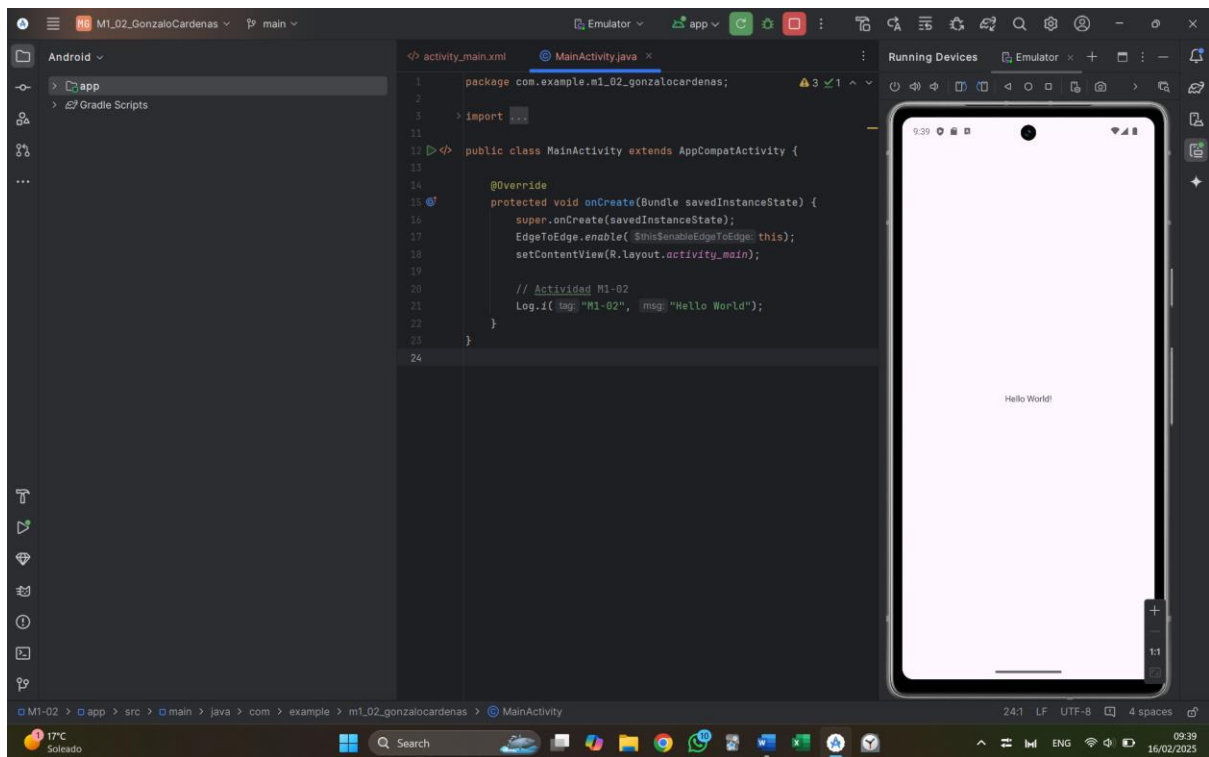 MG M1_02_GonzaloCardenas main Emulator app
Android
app
Gradle Scripts
activity_main.xml MainActivity.java
3 1
1 package com.example.m1_02_gonzalocardenas;
2
3 import ...
11
12 public class MainActivity extends AppCompatActivity {
13
14 @Override
15 protected void onCreate(Bundle savedInstanceState) {
16 super.onCreate(savedInstanceState);
17 EdgeToEdge.enable( $this$enableEdgeToEdge: this);
18 setContentView(R.layout.activity_main);
19
20 // Actividad M1-02
21 Log.i( tag: "M1-02", msg: "Hello World");
22 }
23 }
24
Running Devices Emulator
9:39
Hello World!
1:1
M1-02 > app > src > main > java > com > example > m1_02_gonzalocardenas > MainActivity
24:1 LF UTF-8 4 spaces
1
17°C
Soleado
Search
10
ENG
09:39
16/02/2025